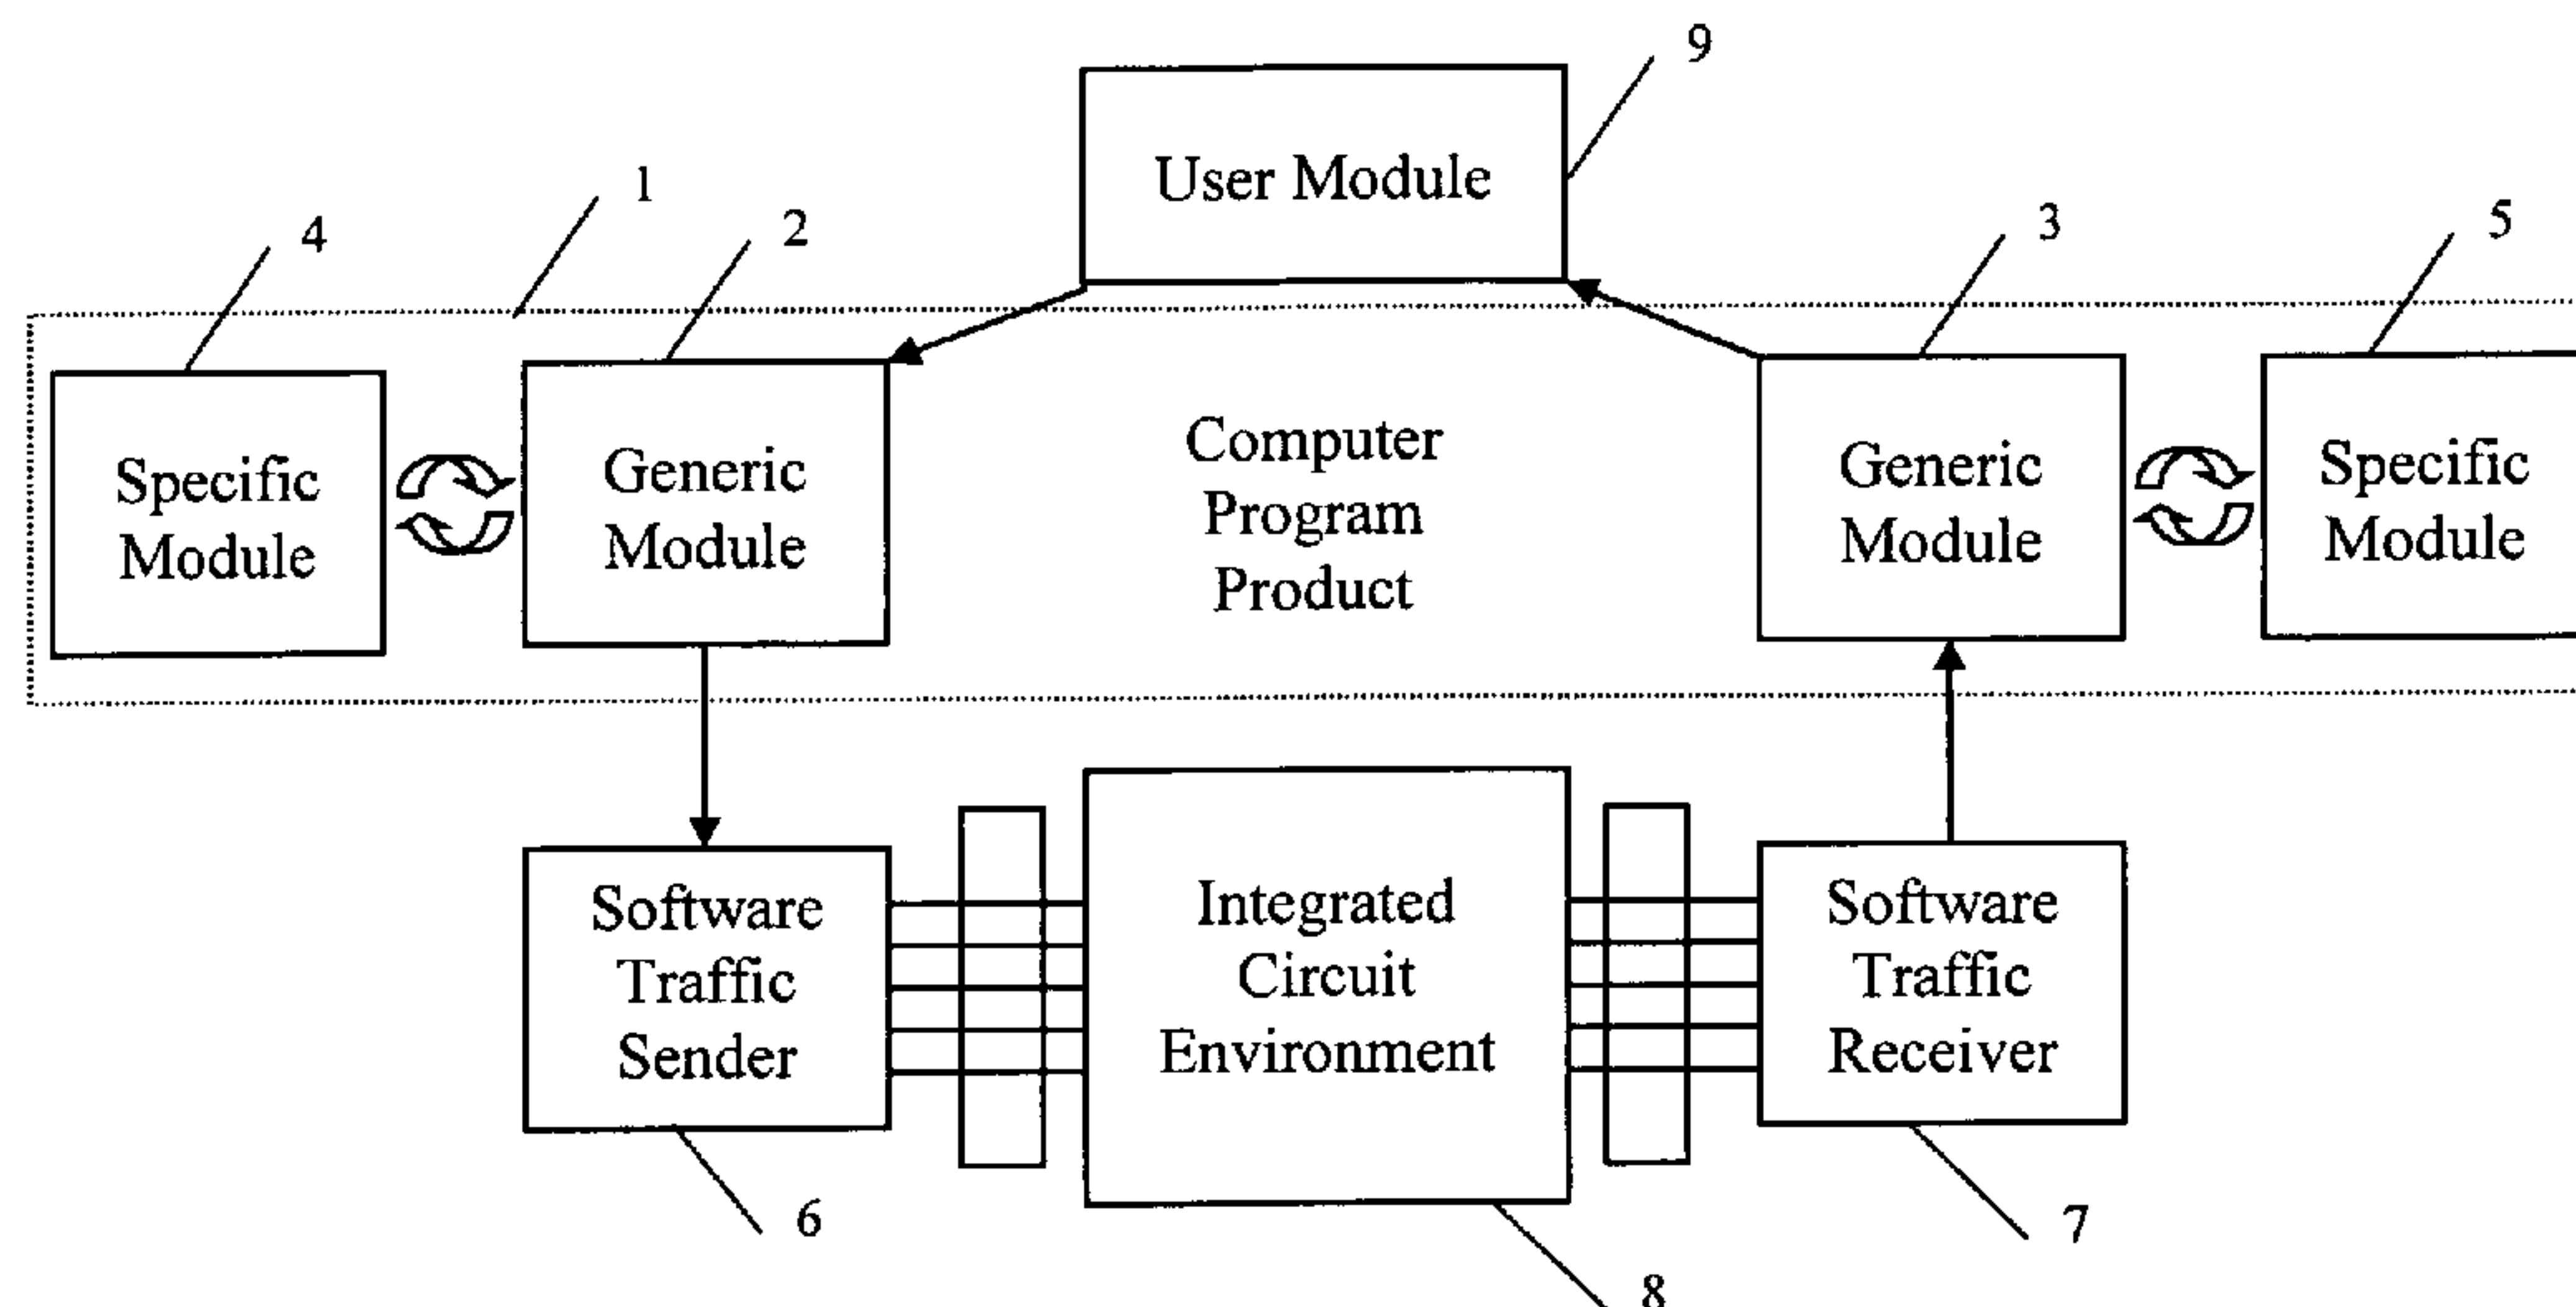 9
User Module
1
4
2
3
5
Specific
Module
Generic
Module
Computer
Program
Product
Generic
Module
Specific
Module
Software
Traffic
Sender
Integrated
Circuit
Environment
Software
Traffic
Receiver
6
7
8